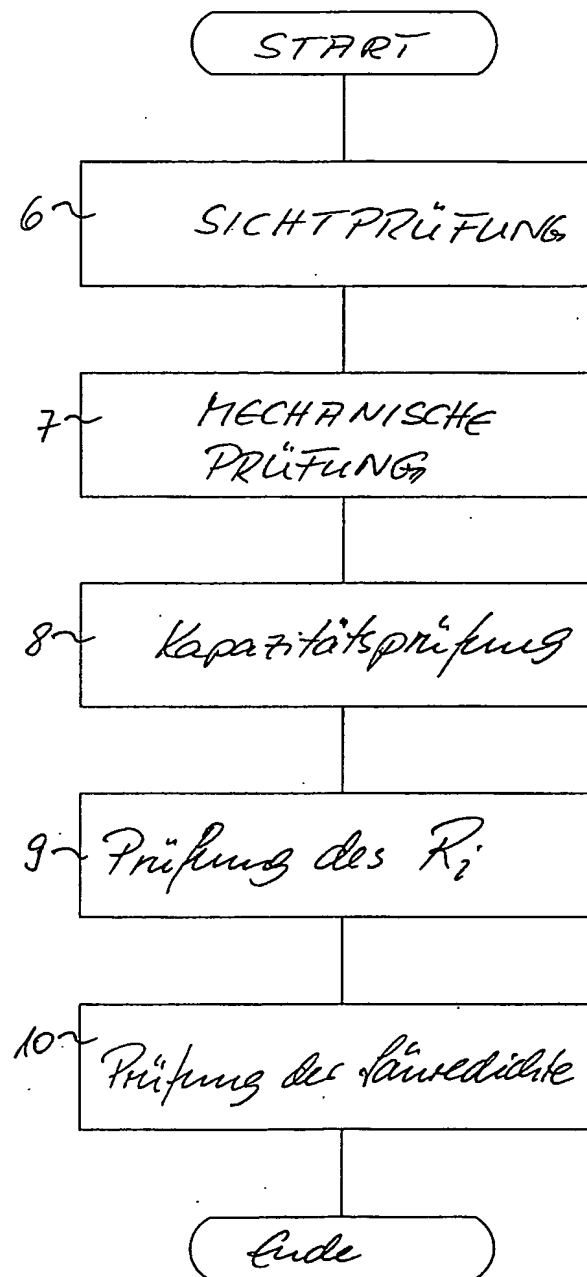 START
6 SICHTPRÜFUNG
7 MECHANISCHE
PRÜFUNG
8 Kapazitätsprüfung
9 Prüfung des Ri
10 Prüfung der Säuredichte
Ende